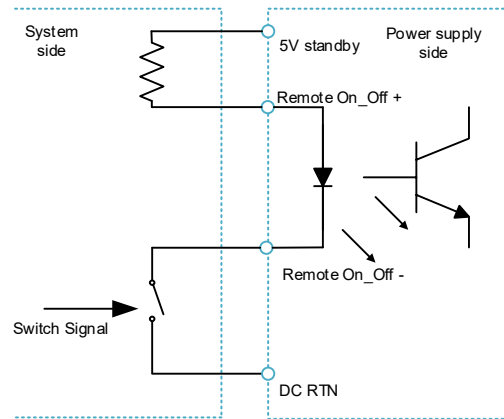 System
side
5V standby
Power supply
side
Remote On_Off +
Remote On_Off -
Switch Signal
DC RTN